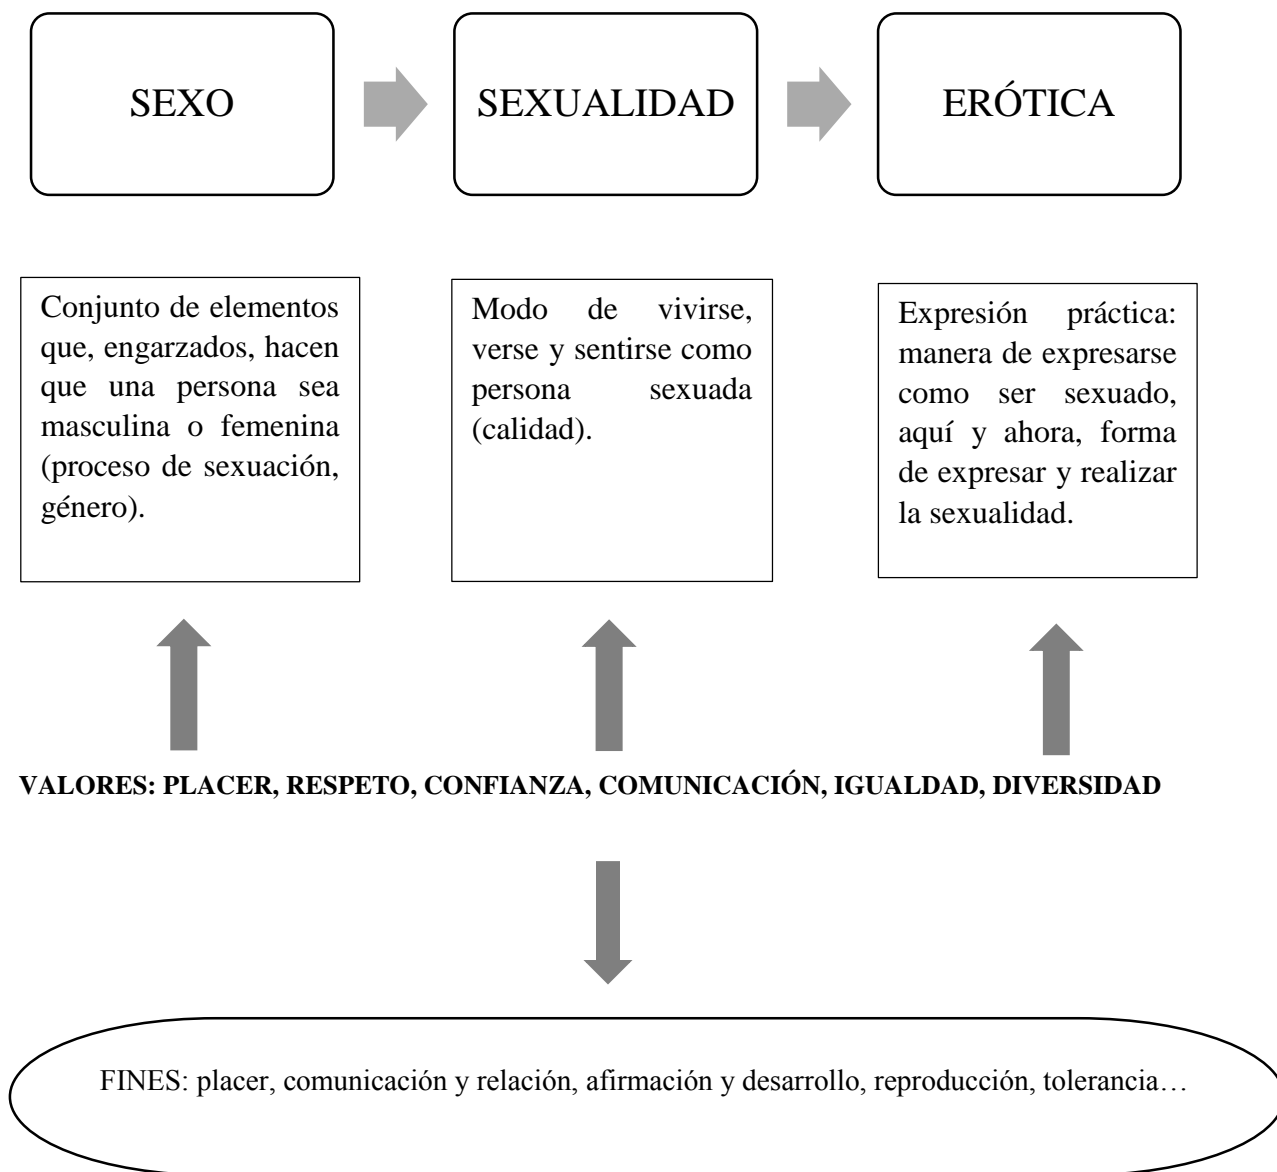 SEXO
SEXUALIDAD
ERÓTICA
Conjunto de elementos
que, engarzados, hacen
que una persona sea
masculina o femenina
(proceso de sexuación,
género).
Modo de vivirse,
verse y sentirse como
persona sexuada
(calidad).
Expresión práctica:
manera de expresarse
como ser sexuado,
aquí y ahora, forma
de expresar y realizar
la sexualidad.
VALORES: PLACER, RESPETO, CONFIANZA, COMUNICACIÓN, IGUALDAD, DIVERSIDAD
FINES: placer, comunicación y relación, afirmación y desarrollo, reproducción, tolerancia…